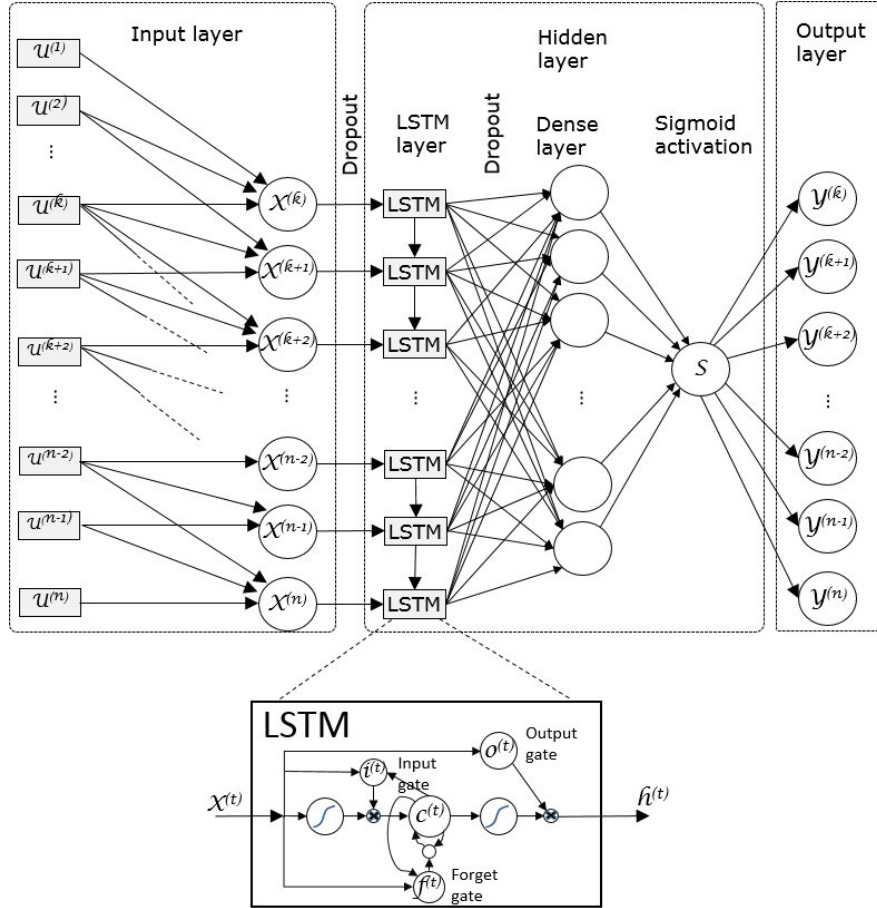 Input layer
Dropout
Hidden
layer
LSTM
layer
Dropout
Dense
layer
Sigmoid
activation
Output
layer
u(1)
u(2)
...
u(k)
u(k+1)
u(k+2)
...
u(n-2)
u(n-1)
u(n)
x(k)
x(k+1)
x(k+2)
...
x(n-2)
x(n-1)
x(n)
LSTM
LSTM
LSTM
...
LSTM
LSTM
LSTM
...
s
y(k)
y(k+1)
y(k+2)
...
y(n-2)
y(n-1)
y(n)
LSTM
x(t)
i(t)
Input
gate
c(t)
f(t)
Forget
gate
o(t)
Output
gate
h(t)